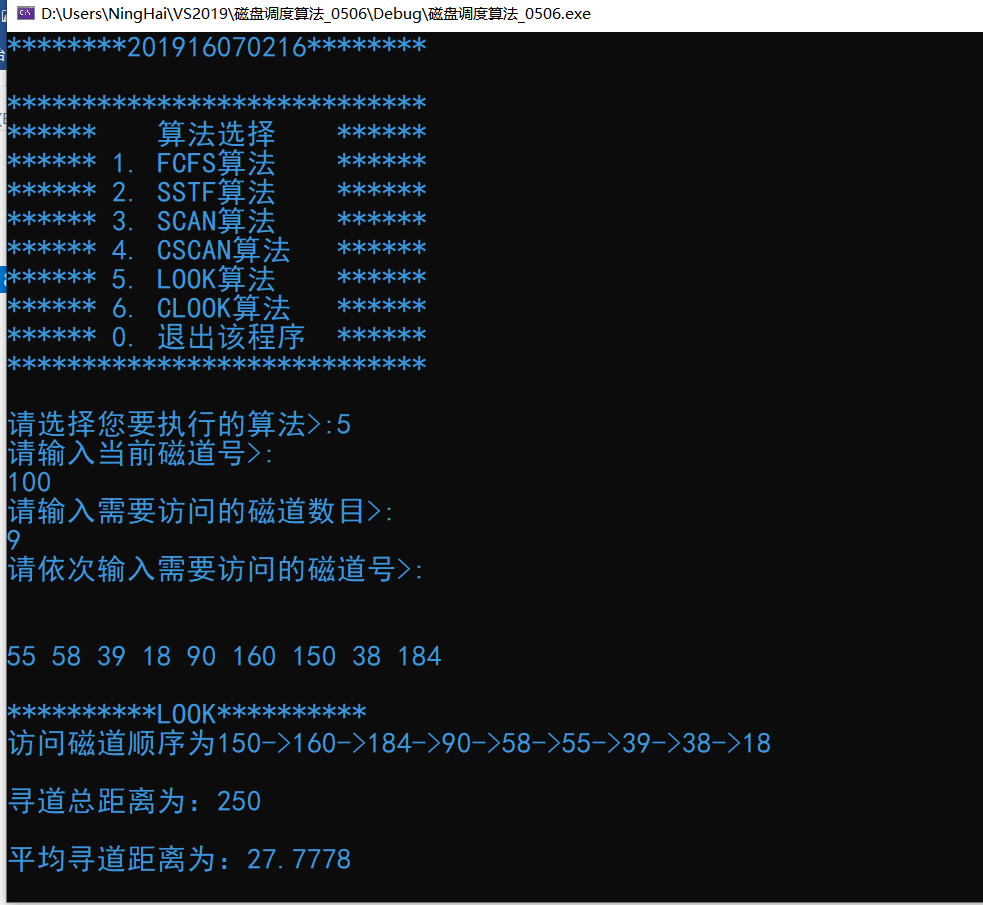 D:\Users\NingHai\VS2019\磁盘调度算法_0506\Debug\磁盘调度算法_0506.exe
********201916070216********
****************************
****** 算法选择 ******
****** 1. FCFS算法 ******
****** 2. SSTF算法 ******
****** 3. SCAN算法 ******
****** 4. CSCAN算法 ******
****** 5. LOOK算法 ******
****** 6. CLOOK算法 ******
****** 0. 退出该程序 ******
****************************
请选择您要执行的算法>:5
请输入当前磁道号>:
100
请输入需要访问的磁道数目>:
9
请依次输入需要访问的磁道号>:
55 58 39 18 90 160 150 38 184
**********LOOK**********
访问磁道顺序为150->160->184->90->58->55->39->38->18
寻道总距离为：250
平均寻道距离为：27.7778